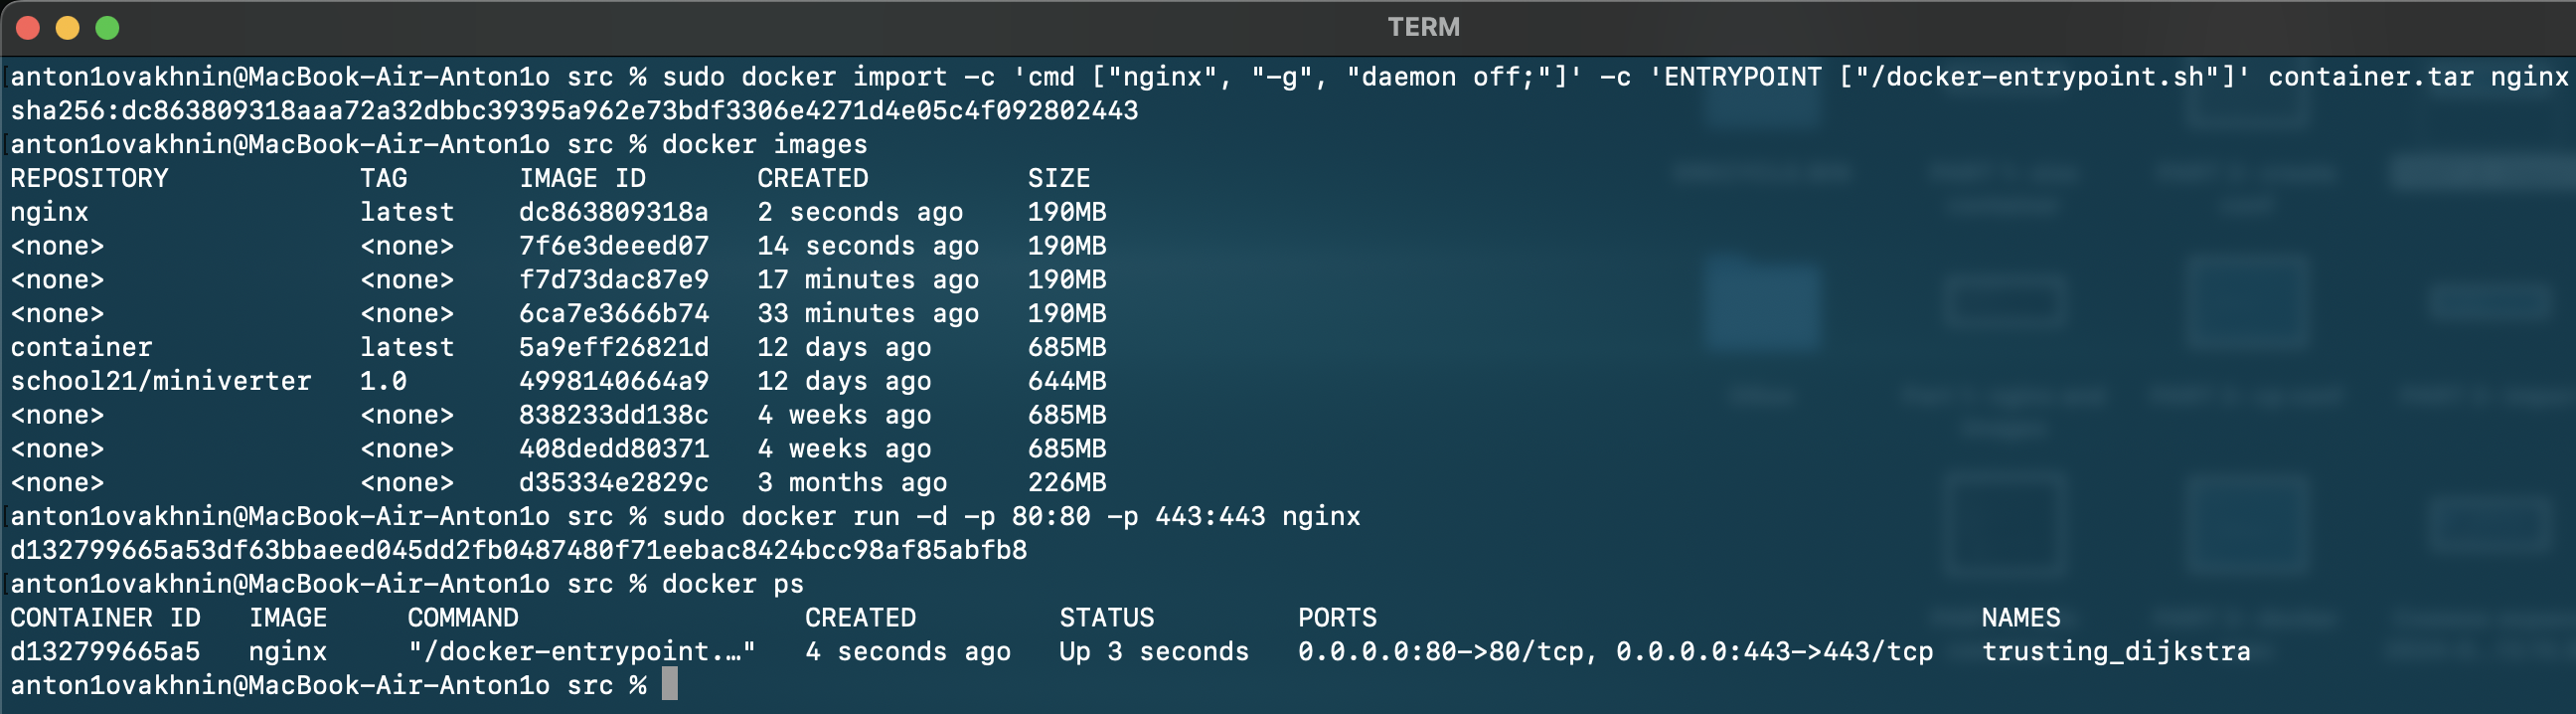 TERM
anton1ovakhnin@MacBook-Air-Anton1o src % sudo docker import -c 'cmd ["nginx", "-g", "daemon off;"]' -c 'ENTRYPOINT ["/docker-entrypoint.sh"]' container.tar nginx
sha256:dc863809318aaa72a32dbbc39395a962e73bdf3306e4271d4e05c4f092802443
anton1ovakhnin@MacBook-Air-Anton1o src % docker images
REPOSITORY TAG IMAGE ID CREATED SIZE
nginx latest dc863809318a 2 seconds ago 190MB
<none> <none> 7f6e3deeed07 14 seconds ago 190MB
<none> <none> f7d73dac87e9 17 minutes ago 190MB
<none> <none> 6ca7e3666b74 33 minutes ago 190MB
container latest 5a9eff26821d 12 days ago 685MB
school21/miniverter 1.0 4998140664a9 12 days ago 644MB
<none> <none> 838233dd138c 4 weeks ago 685MB
<none> <none> 408dedd80371 4 weeks ago 685MB
<none> <none> d35334e2829c 3 months ago 226MB
anton1ovakhnin@MacBook-Air-Anton1o src % sudo docker run -d -p 80:80 -p 443:443 nginx
d132799665a53df63bbaeed045dd2fb0487480f71eebac8424bcc98af85abfb8
anton1ovakhnin@MacBook-Air-Anton1o src % docker ps
CONTAINER ID IMAGE COMMAND CREATED STATUS PORTS NAMES
d132799665a5 nginx "/docker-entrypoint.…" 4 seconds ago Up 3 seconds 0.0.0.0:80->80/tcp, 0.0.0.0:443->443/tcp trusting_dijkstra
anton1ovakhnin@MacBook-Air-Anton1o src %